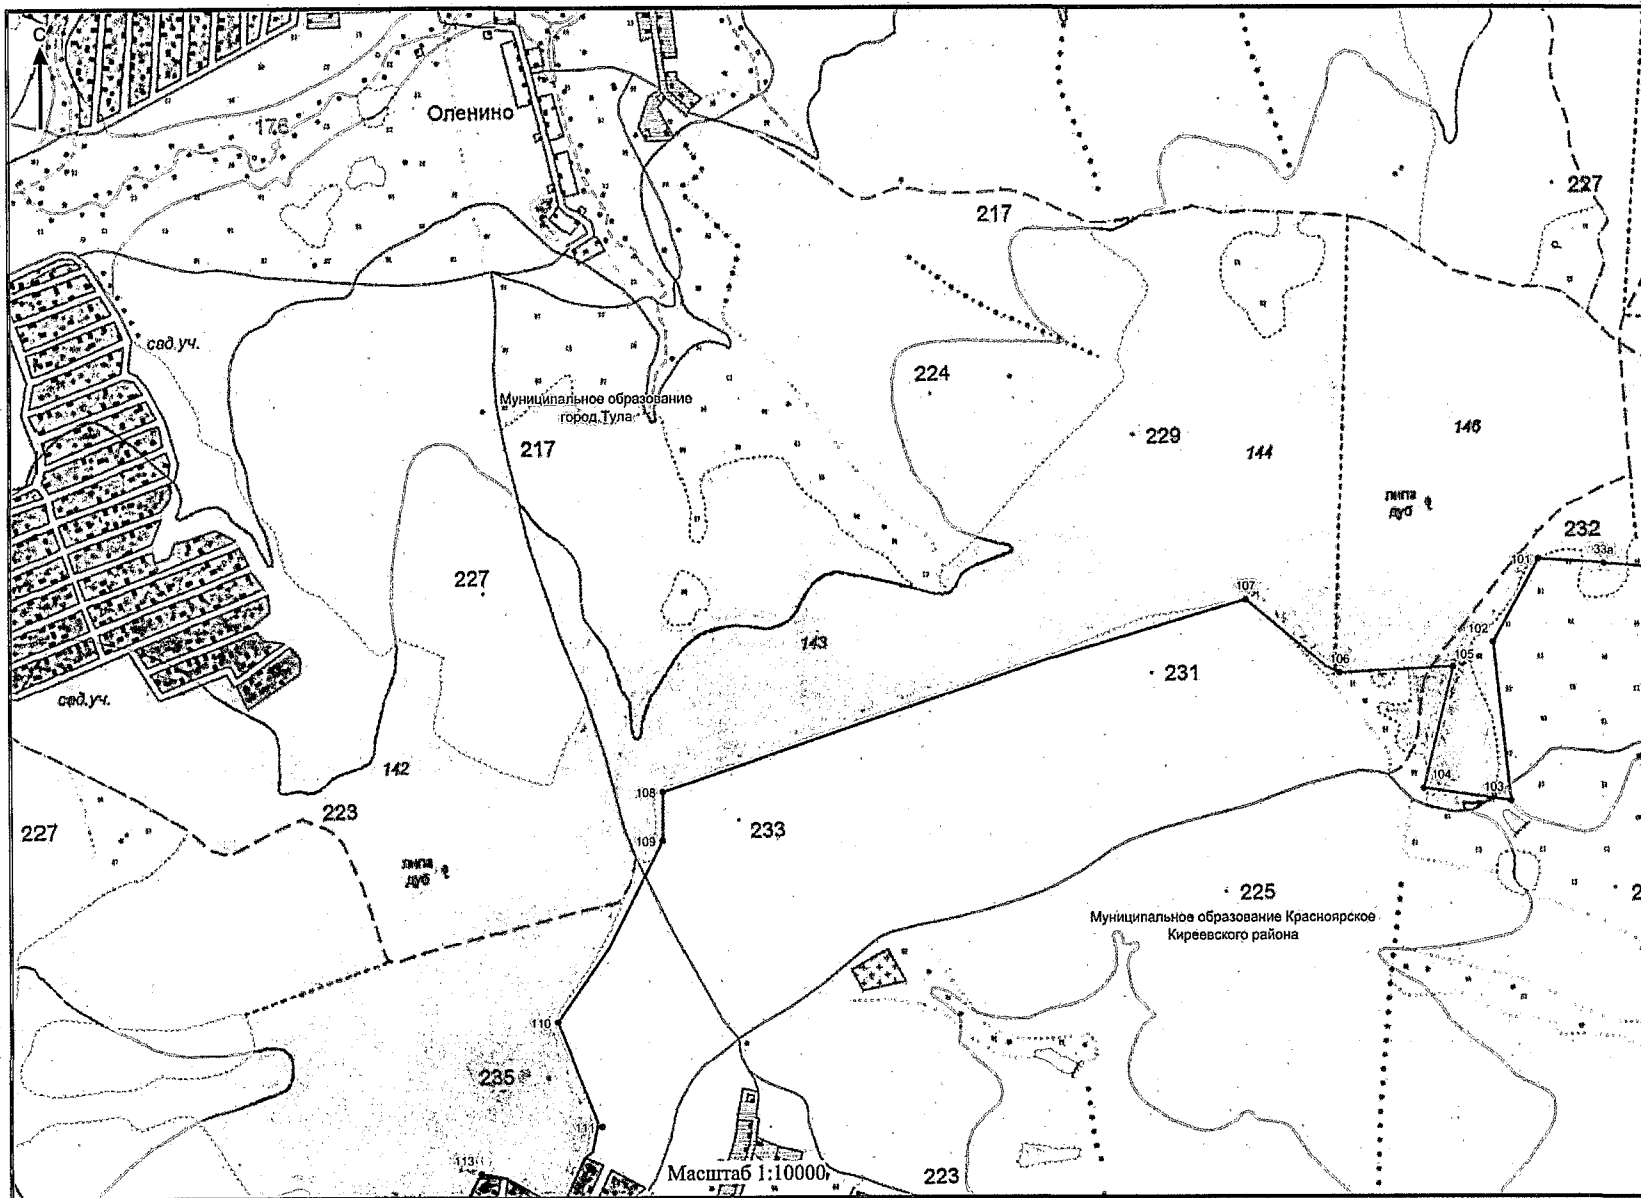 С
176
Оленино
227
217
сад.уч.
224
Муниципальное образование
город Тула
229
146
144
217
липа
дуб
232
33а
101
227
107
102
143
105
106
231
сад.уч.
142
104
103
108
223
233
227
109
липа
дуб
225
2
Муниципальное образование Красноярское
Киреевского района
110
235
111
113
Масштаб 1:10000
223